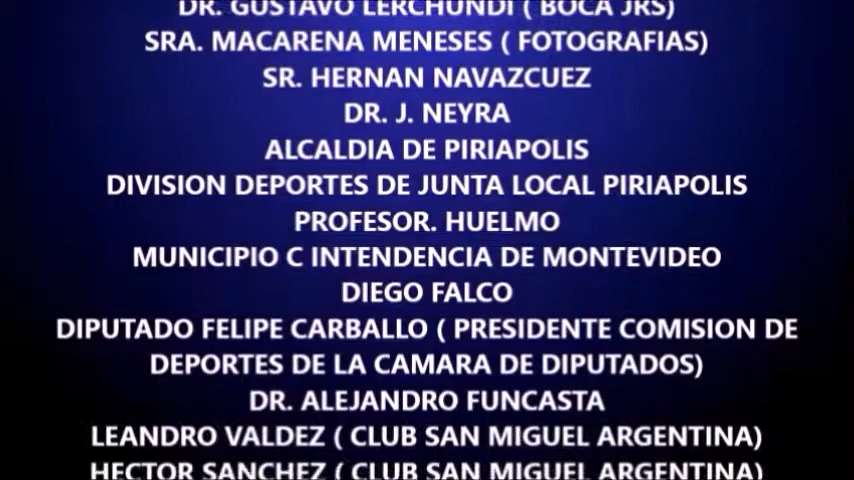 DR. GUSTAVO LERCHUNDI ( BOCA JRS)
SRA. MACARENA MENESES ( FOTOGRAFIAS)
SR. HERNAN NAVAZCUEZ
DR. J. NEYRA
ALCALDIA DE PIRIAPOLIS
DIVISION DEPORTES DE JUNTA LOCAL PIRIAPOLIS
PROFESOR. HUELMO
MUNICIPIO C INTENDENCIA DE MONTEVIDEO
DIEGO FALCO
DIPUTADO FELIPE CARBALLO ( PRESIDENTE COMISION DE
DEPORTES DE LA CAMARA DE DIPUTADOS)
DR. ALEJANDRO FUNCASTA
LEANDRO VALDEZ ( CLUB SAN MIGUEL ARGENTINA)
HECTOR SANCHEZ ( CLUB SAN MIGUEL ARGENTINA)